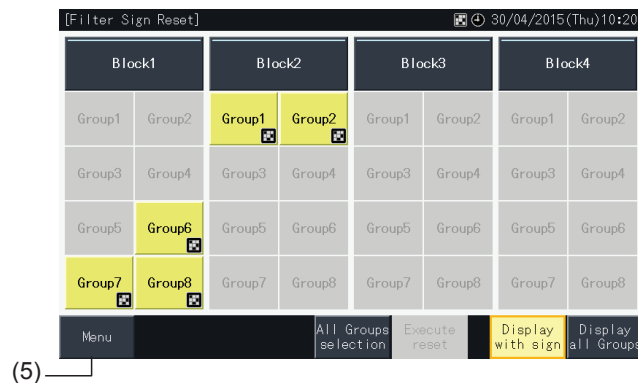 [Filter Sign Reset] 30/04/2015(Thu)10:20
Block1 Block2 Block3 Block4
Group1 Group2 Group1 Group2 Group1 Group2 Group1 Group2
Group3 Group4 Group3 Group4 Group3 Group4 Group3 Group4
Group5 Group6 Group5 Group6 Group5 Group6 Group5 Group6
Group7 Group8 Group7 Group8 Group7 Group8 Group7 Group8
Menu
All Groups
selection
Execute
reset
Display
with sign
Display
all Groups
(5)